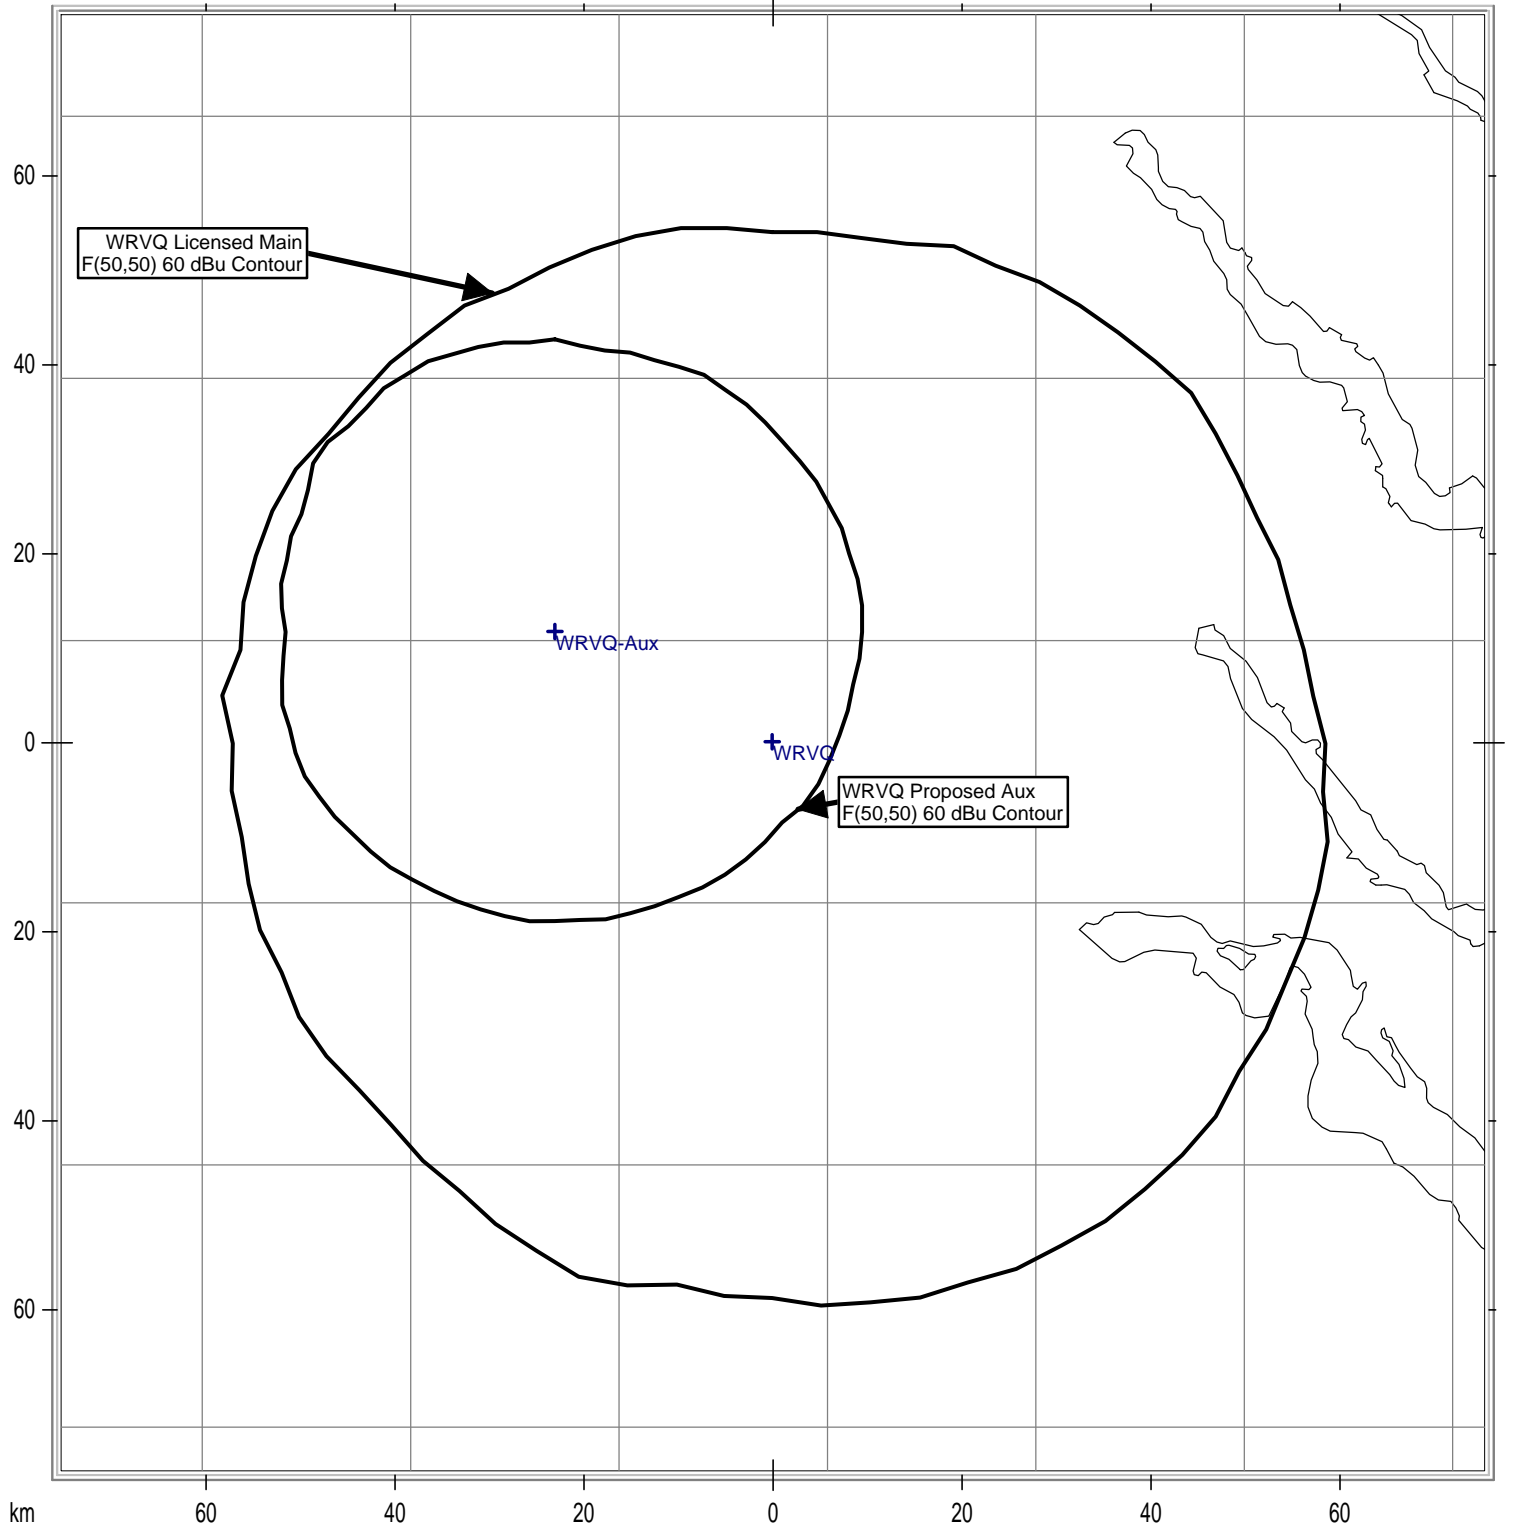 60
WRVQ Licensed Main
F(50,50) 60 dBu Contour
40
20
WRVQ-Aux
0
WRVQ
WRVQ Proposed Aux
F(50,50) 60 dBu Contour
20
40
60
km 60 40 20 0 20 40 60